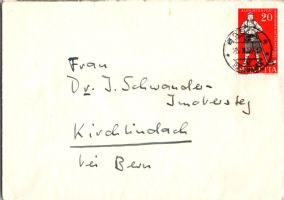 Frau
Dr. J. Schwander-
Imobersteg
Kirchlindach
bei Bern
20
HELVETIA